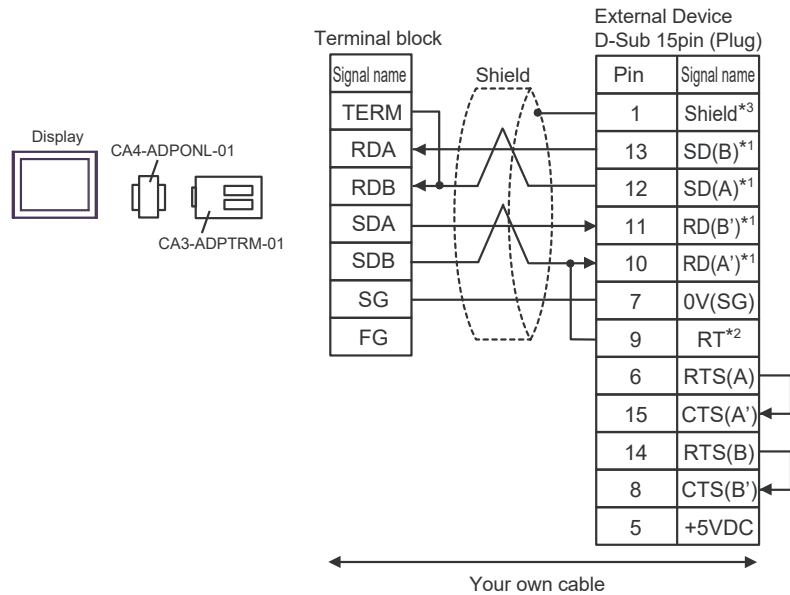 External Device
D-Sub 15pin (Plug)
Terminal block
Signal name
Shield
Pin
Signal name
TERM
1
Shield*3
RDA
13
SD(B)*1
RDB
12
SD(A)*1
SDA
11
RD(B')*1
SDB
10
RD(A')*1
SG
7
0V(SG)
FG
9
RT*2
6
RTS(A)
15
CTS(A')
14
RTS(B)
8
CTS(B')
5
+5VDC
Display
CA4-ADPONL-01
CA3-ADPTRM-01
Your own cable